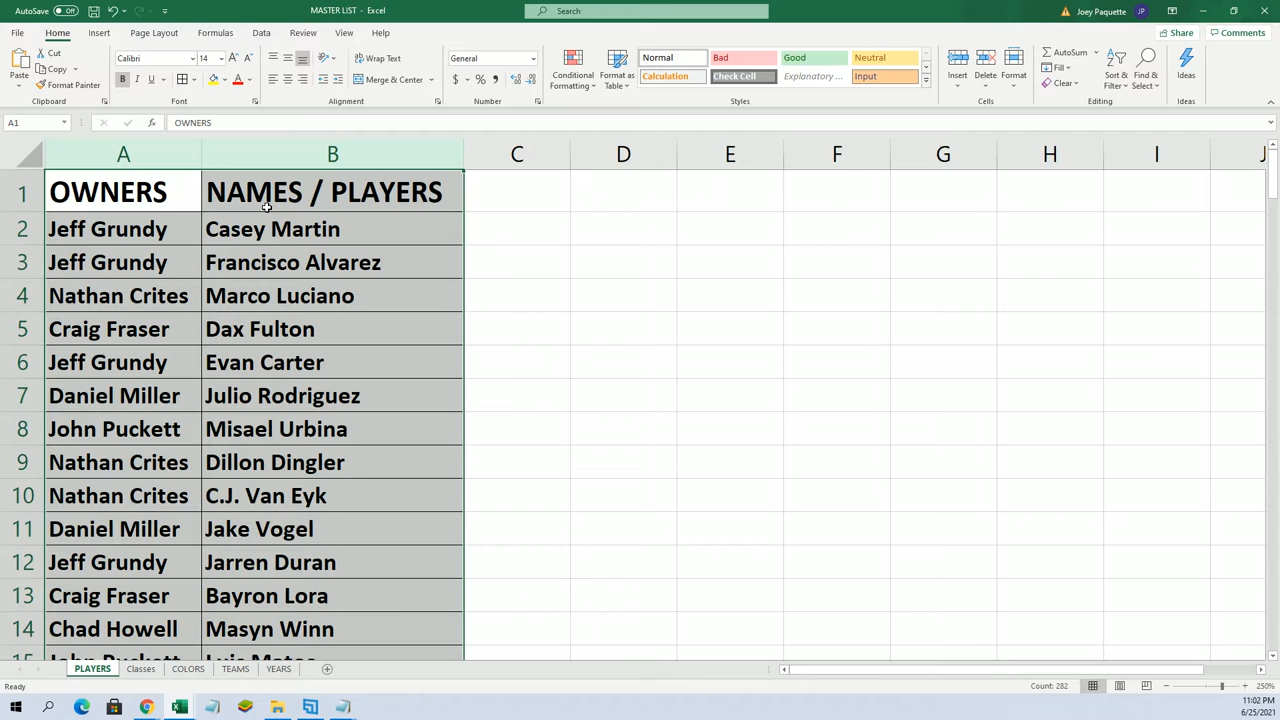 AutoSave Off MASTER LIST - Excel Search Joey Paquette JP
File Home Insert Page Layout Formulas Data Review View Help Share Comments
Paste Cut Copy Format Painter Clipboard
Calibri 14 B I U A Font
Wrap Text Merge & Center Alignment
General $ % Number
Conditional Formatting Format as Table
Normal Bad Good Neutral
Calculation Check Cell Explanatory ... Input
Styles
Insert Delete Format Cells
AutoSum Fill Clear Sort & Filter Find & Select Editing
Ideas Ideas
A1 fx OWNERS
A B C D E F G H I J
1 OWNERS NAMES / PLAYERS
2 Jeff Grundy Casey Martin
3 Jeff Grundy Francisco Alvarez
4 Nathan Crites Marco Luciano
5 Craig Fraser Dax Fulton
6 Jeff Grundy Evan Carter
7 Daniel Miller Julio Rodriguez
8 John Puckett Misael Urbina
9 Nathan Crites Dillon Dingler
10 Nathan Crites C.J. Van Eyk
11 Daniel Miller Jake Vogel
12 Jeff Grundy Jarren Duran
13 Craig Fraser Bayron Lora
14 Chad Howell Masyn Winn
15 John Puckett Luis Matos
PLAYERS Classes COLORS TEAMS YEARS
Ready Count: 282 250%
11:02 PM
6/25/2021